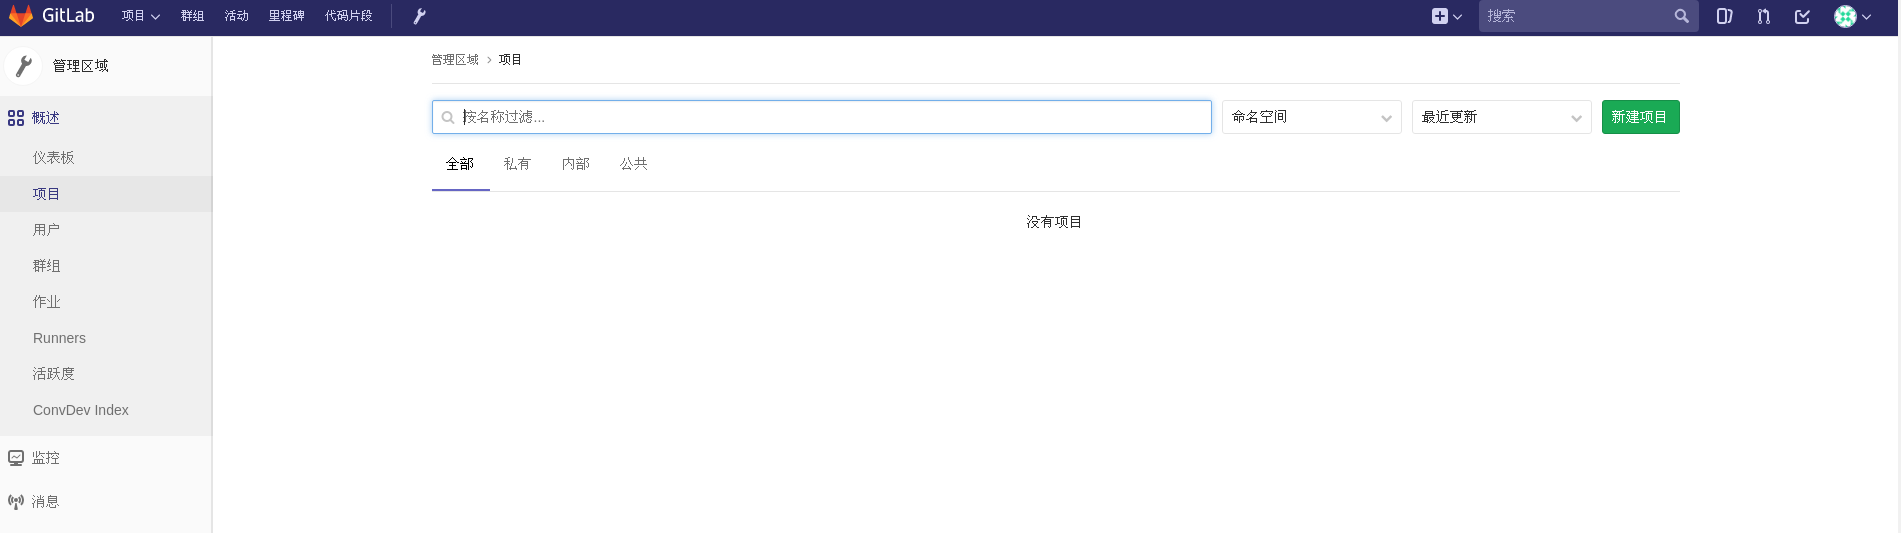 GitLab 项目 群组 活动 里程碑 代码片段 搜索
管理区域
概述
仪表板
项目
用户
群组
作业
Runners
活跃度
ConvDev Index
监控
消息
管理区域 > 项目
按名称过滤... 命名空间 最近更新 新建项目
全部 私有 内部 公共
没有项目